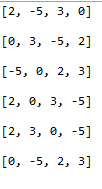 [2, -5, 3, 0]
[0, 3, -5, 2]
[-5, 0, 2, 3]
[2, 0, 3, -5]
[2, 3, 0, -5]
[0, -5, 2, 3]